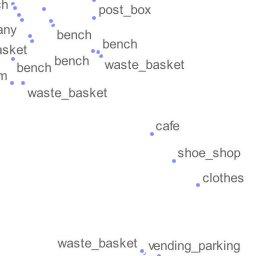 post_box
bench
bench
bench
waste_basket
bench
waste_basket
cafe
shoe_shop
clothes
waste_basket
vending_parking